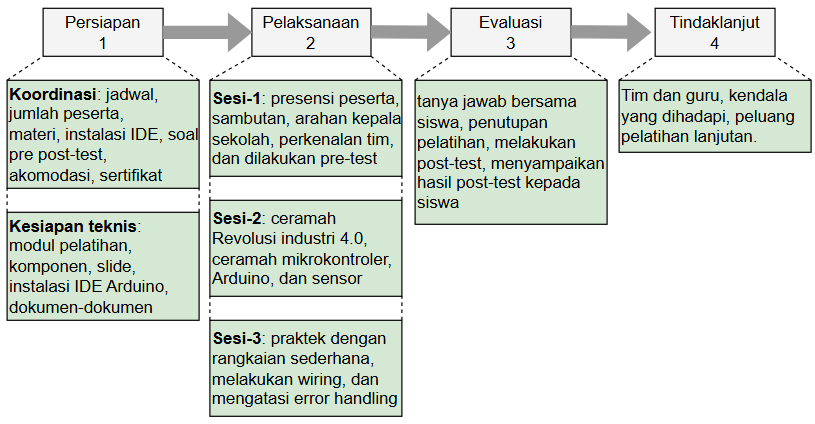 Persiapan
1
Pelaksanaan
2
Evaluasi
3
Tindaklanjut
4
Koordinasi: jadwal,
jumlah peserta,
materi, instalasi IDE, soal
pre post-test,
akomodasi, sertifikat
Kesiapan teknis:
modul pelatihan,
komponen, slide,
instalasi IDE Arduino,
dokumen-dokumen
Sesi-1: presensi peserta,
sambutan, arahan kepala
sekolah, perkenalan tim,
dan dilakukan pre-test
Sesi-2: ceramah
Revolusi industri 4.0,
ceramah mikrokontroler,
Arduino, dan sensor
Sesi-3: praktek dengan
rangkaian sederhana,
melakukan wiring, dan
mengatasi error handling
tanya jawab bersama
siswa, penutupan
pelatihan, melakukan
post-test, menyampaikan
hasil post-test kepada
siswa
Tim dan guru, kendala
yang dihadapi, peluang
pelatihan lanjutan.